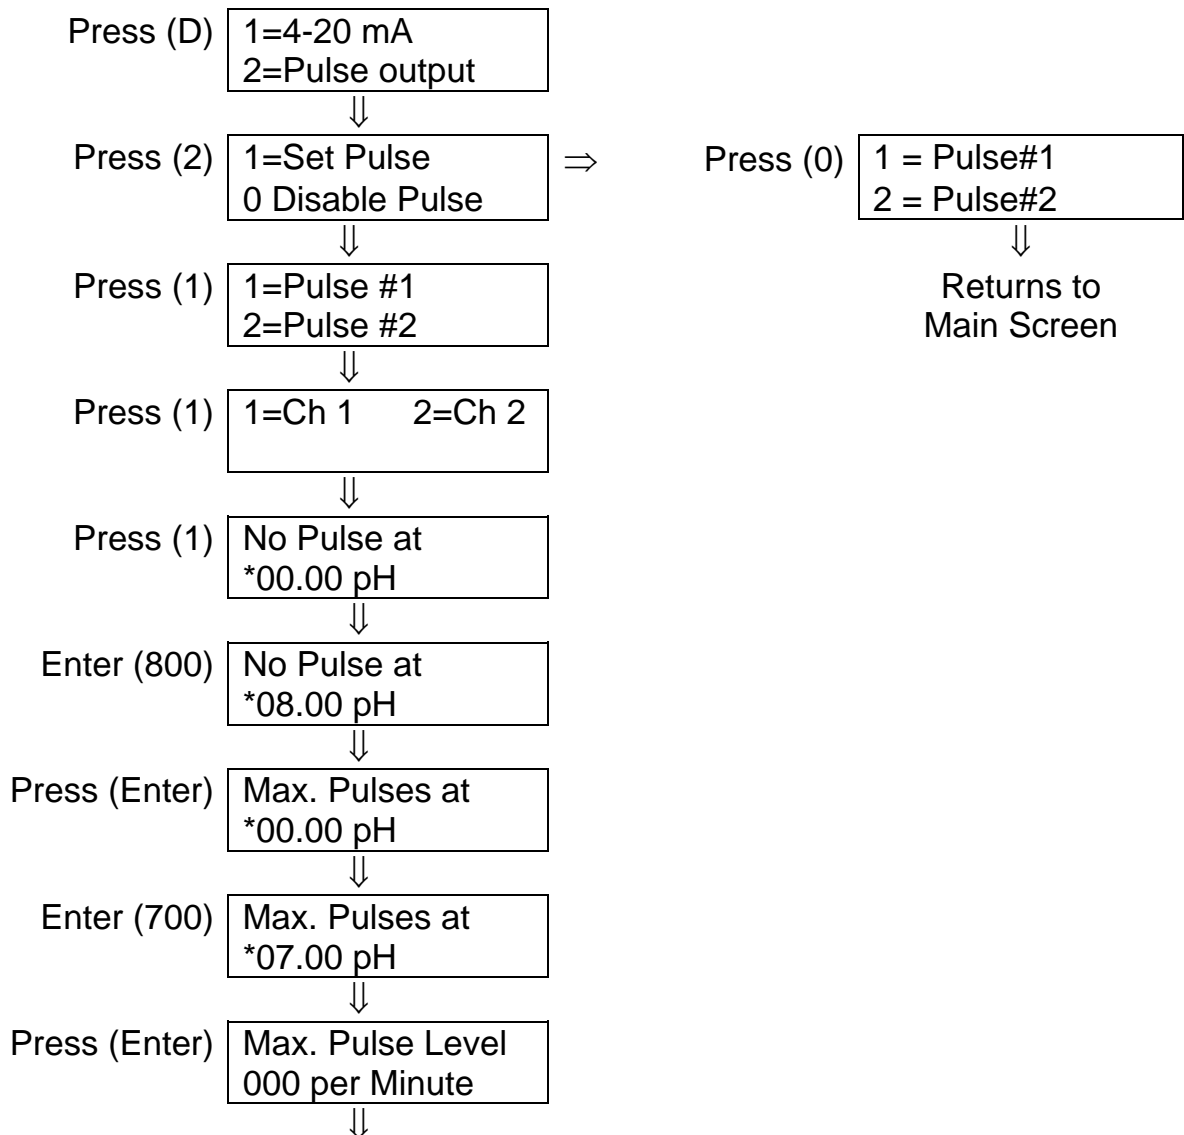 Press (D) 1=4-20 mA
2=Pulse output
⇓
Press (2) 1=Set Pulse ⇒ Press (0) 1 = Pulse#1
0 Disable Pulse 2 = Pulse#2
⇓ ⇓
Press (1) 1=Pulse #1 Returns to
2=Pulse #2 Main Screen
⇓
Press (1) 1=Ch 1 2=Ch 2
⇓
Press (1) No Pulse at
*00.00 pH
⇓
Enter (800) No Pulse at
*08.00 pH
⇓
Press (Enter) Max. Pulses at
*00.00 pH
⇓
Enter (700) Max. Pulses at
*07.00 pH
⇓
Press (Enter) Max. Pulse Level
000 per Minute
⇓